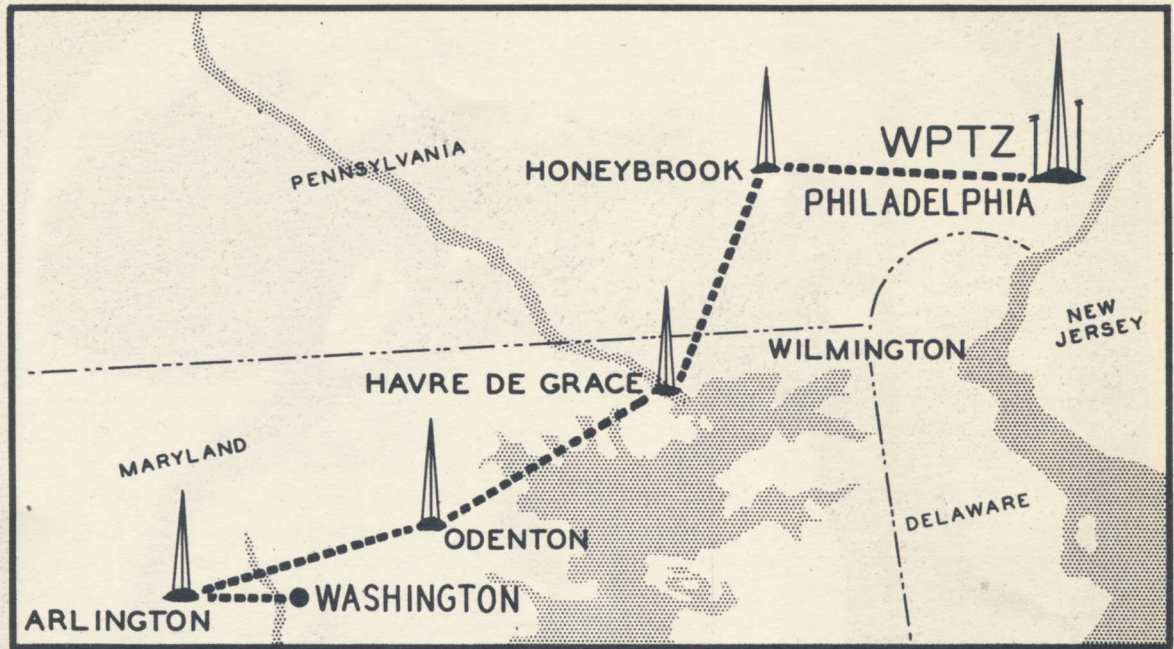 WPTZ
PENNSYLVANIA
HONEYBROOK
PHILADELPHIA
NEW
JERSEY
WILMINGTON
HAVRE DE GRACE
MARYLAND
DELAWARE
ODENTON
WASHINGTON
ARLINGTON